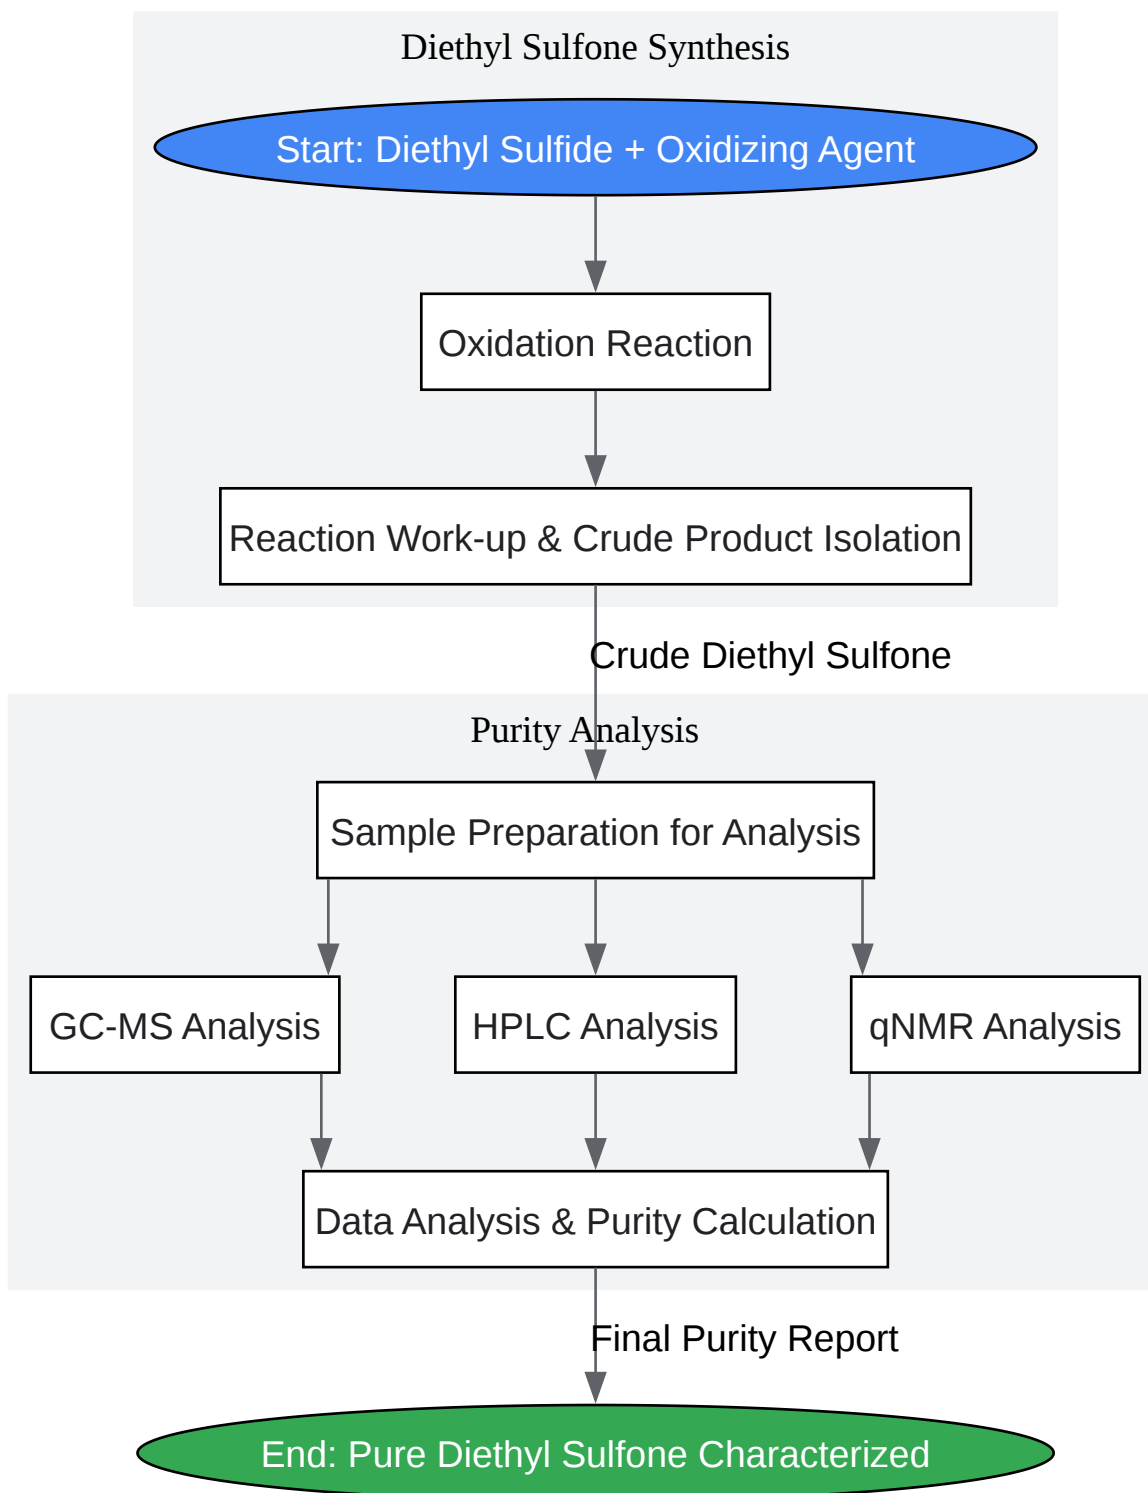 Diethyl Sulfone Synthesis
Start: Diethyl Sulfide + Oxidizing Agent
Oxidation Reaction
Reaction Work-up & Crude Product Isolation
Crude Diethyl Sulfone
Purity Analysis
Sample Preparation for Analysis
GC-MS Analysis
HPLC Analysis
qNMR Analysis
Data Analysis & Purity Calculation
Final Purity Report
End: Pure Diethyl Sulfone Characterized